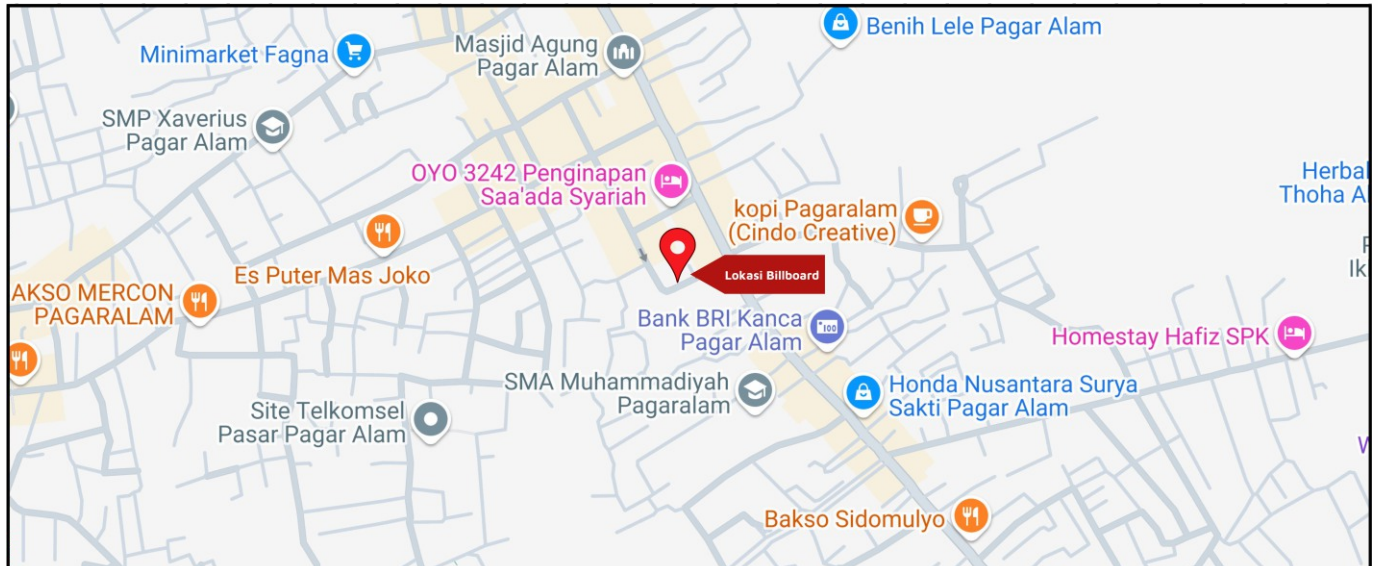 Benih Lele Pagar Alam
Minimarket Fagna
Masjid Agung
Pagar Alam
SMP Xaverius
Pagar Alam
OYO 3242 Penginapan
Saa'ada Syariah
Herbal
Thoha A
kopi Pagaralam
(Cindo Creative)
Es Puter Mas Joko
Lokasi Billboard
Ik
AKSO MERCON
PAGARALAM
Bank BRI Kanca
Pagar Alam
100
Homestay Hafiz SPK
SMA Muhammadiyah
Pagaralam
Honda Nusantara Surya
Sakti Pagar Alam
Site Telkomsel
Pasar Pagar Alam
Bakso Sidomulyo